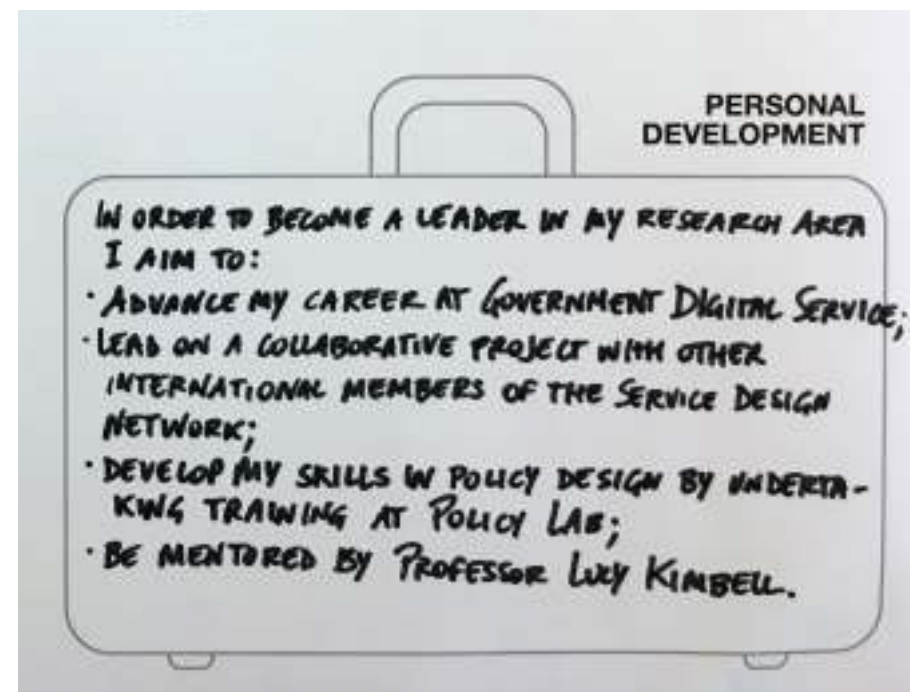 PERSONAL
DEVELOPMENT
IN ORDER TO BECOME A LEADER IN MY RESEARCH AREA
I AIM TO:
· ADVANCE MY CAREER AT GOVERNMENT DIGITAL SERVICE;
· LEAD ON A COLLABORATIVE PROJECT WITH OTHER
INTERNATIONAL MEMBERS OF THE SERVICE DESIGN
NETWORK;
· DEVELOP MY SKILLS IN POLICY DESIGN BY UNDERTA-
KING TRAINING AT POLICY LAB;
· BE MENTORED BY PROFESSOR LUCY KIMBELL.